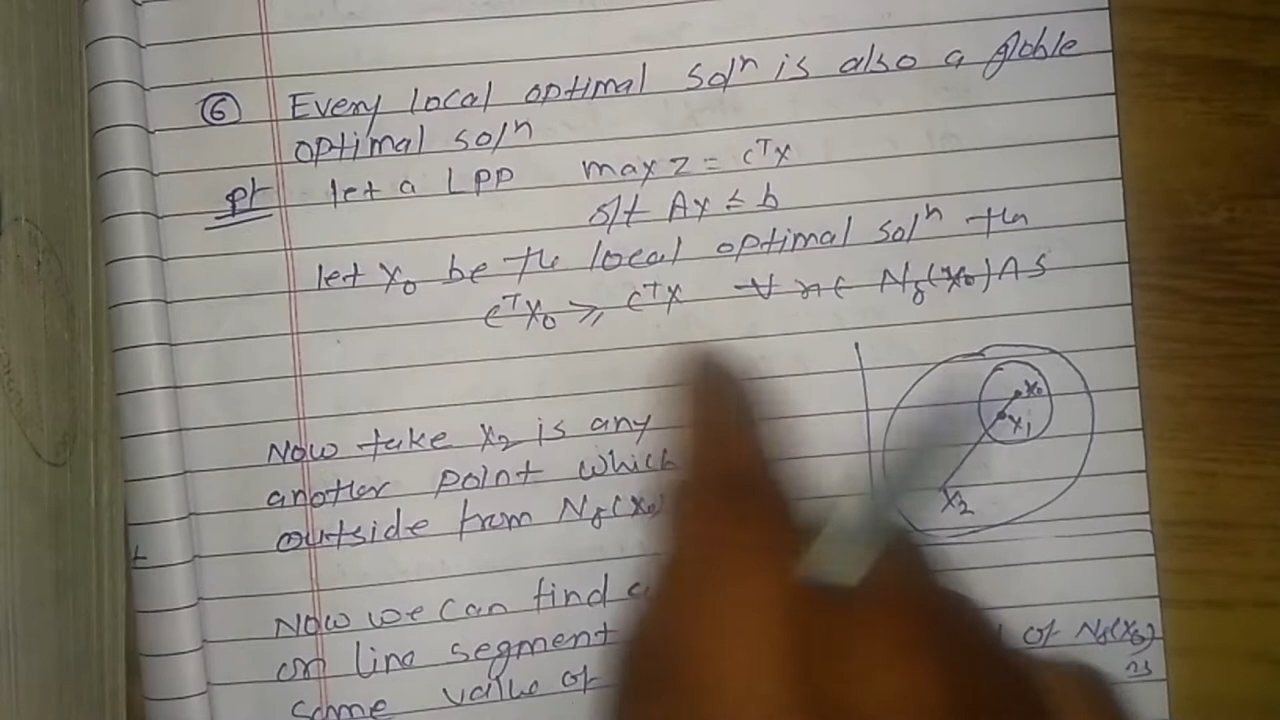 ⑥ Every local optimal solⁿ is also a globle
optimal solⁿ
pf let a LPP max Z = cᵀX
s/t AX ≤ b
let X₀ be the local optimal solⁿ then
cᵀX₀ ≥ cᵀX ∀ x ∈ N_δ(X₀) ∩ S
X₀
X₁
X₂
Now take X₂ is any
another point which
outside from N_δ(X₀)
Now we can find
on line segment of N_δ(X₀)
some value of